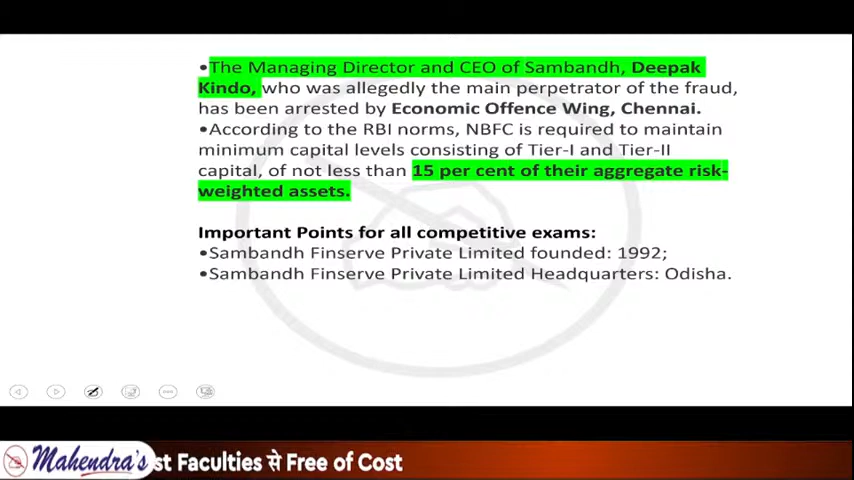 •The Managing Director and CEO of Sambandh, Deepak
Kindo, who was allegedly the main perpetrator of the fraud,
has been arrested by Economic Offence Wing, Chennai.
•According to the RBI norms, NBFC is required to maintain
minimum capital levels consisting of Tier-I and Tier-II
capital, of not less than 15 per cent of their aggregate risk-
weighted assets.
Important Points for all competitive exams:
•Sambandh Finserve Private Limited founded: 1992;
•Sambandh Finserve Private Limited Headquarters: Odisha.
Mahendra's st Faculties से Free of Cost